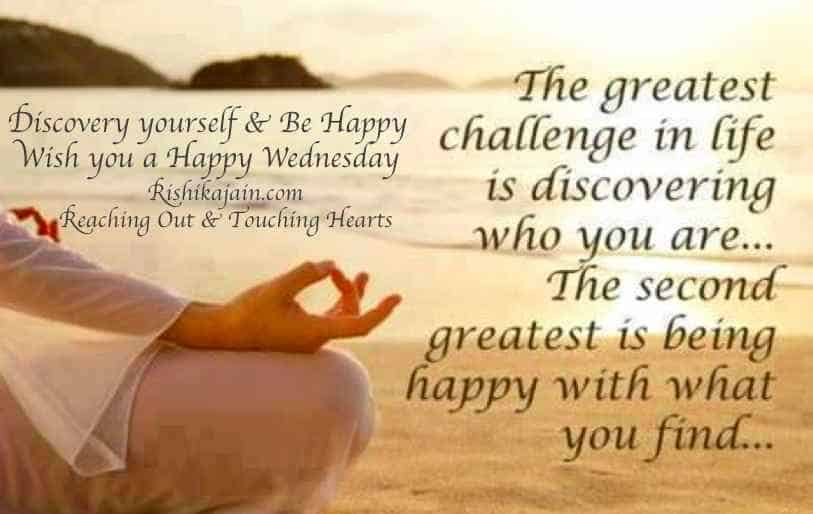 Discovery yourself & Be Happy
Wish you a Happy Wednesday
Rishikajain.com
Reaching Out & Touching Hearts
The greatest
challenge in life
is discovering
who you are...
The second
greatest is being
happy with what
you find...